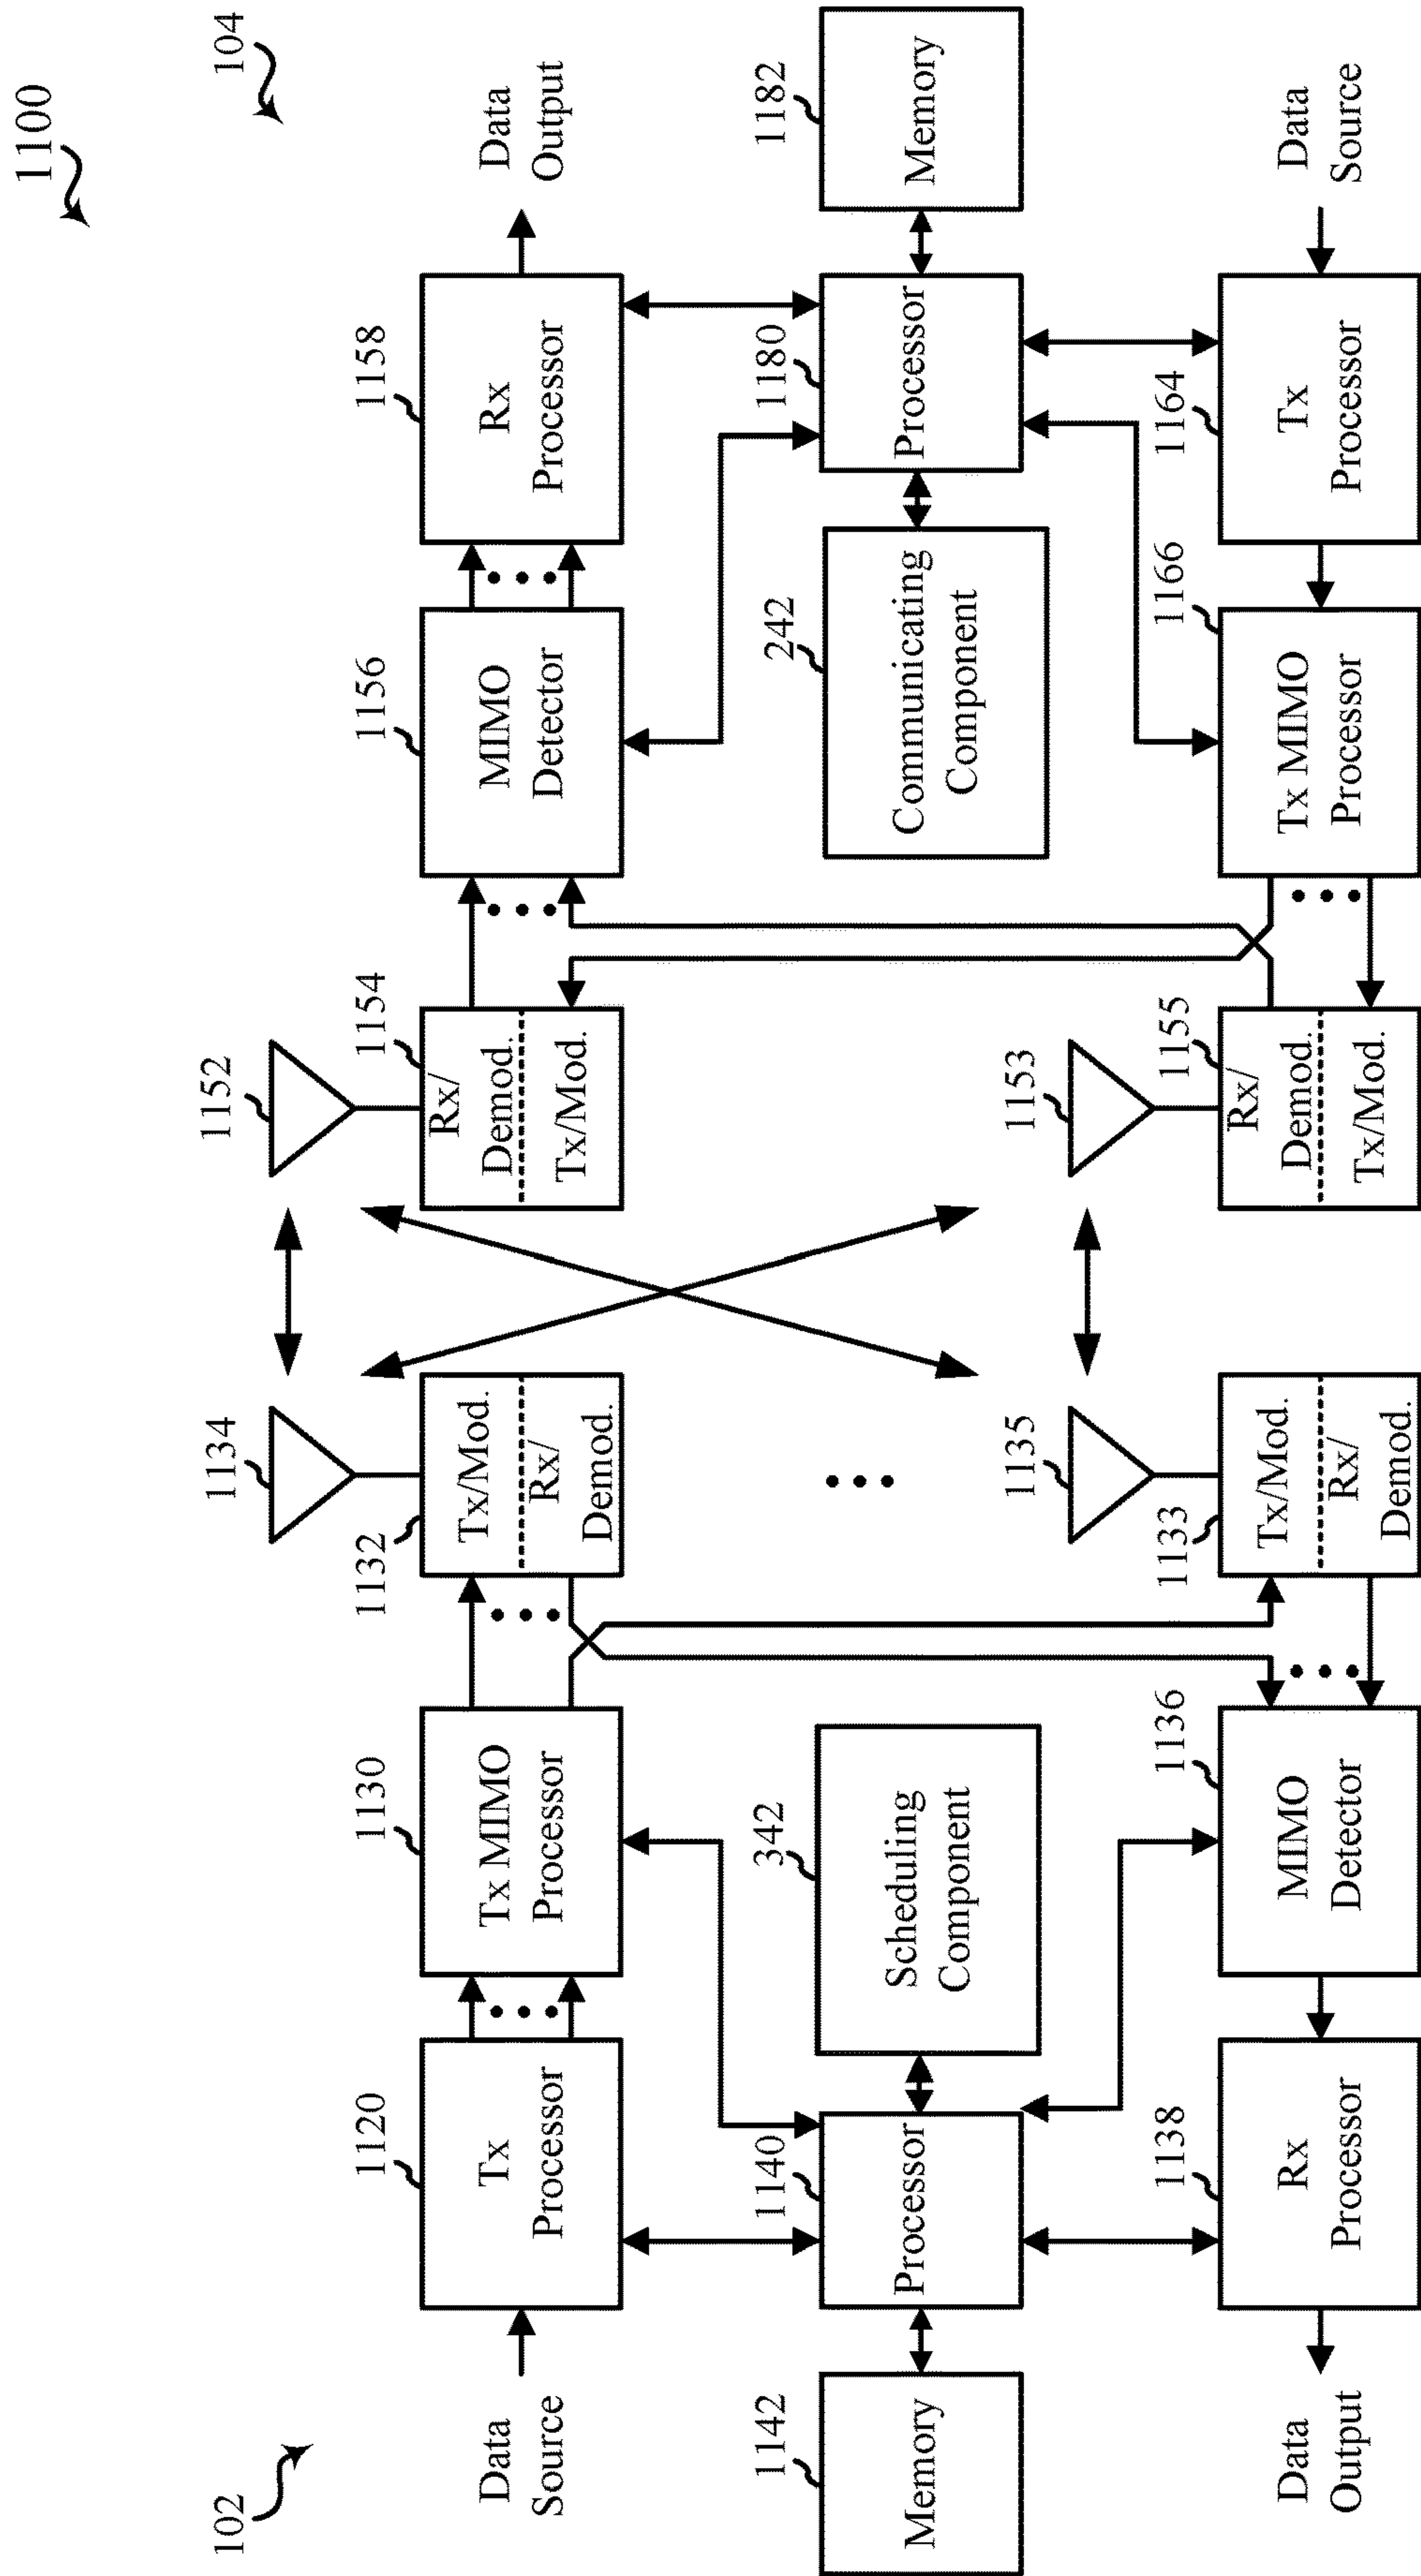 1100
102
104
Data
Source
1120
Tx
Processor
1130
Tx MIMO
Processor
1132
Tx/Mod.
Rx/
Demod.
1134
1152
1154
Rx/
Demod.
Tx/Mod.
1156
MIMO
Detector
1158
Rx
Processor
Data
Output
1142
Memory
1140
Processor
342
Scheduling
Component
242
Communicating
Component
1180
Processor
1182
Memory
Data
Output
1138
Rx
Processor
1136
MIMO
Detector
1133
Tx/Mod.
Rx/
Demod.
1135
1153
1155
Rx/
Demod.
Tx/Mod.
1166
Tx MIMO
Processor
1164
Tx
Processor
Data
Source